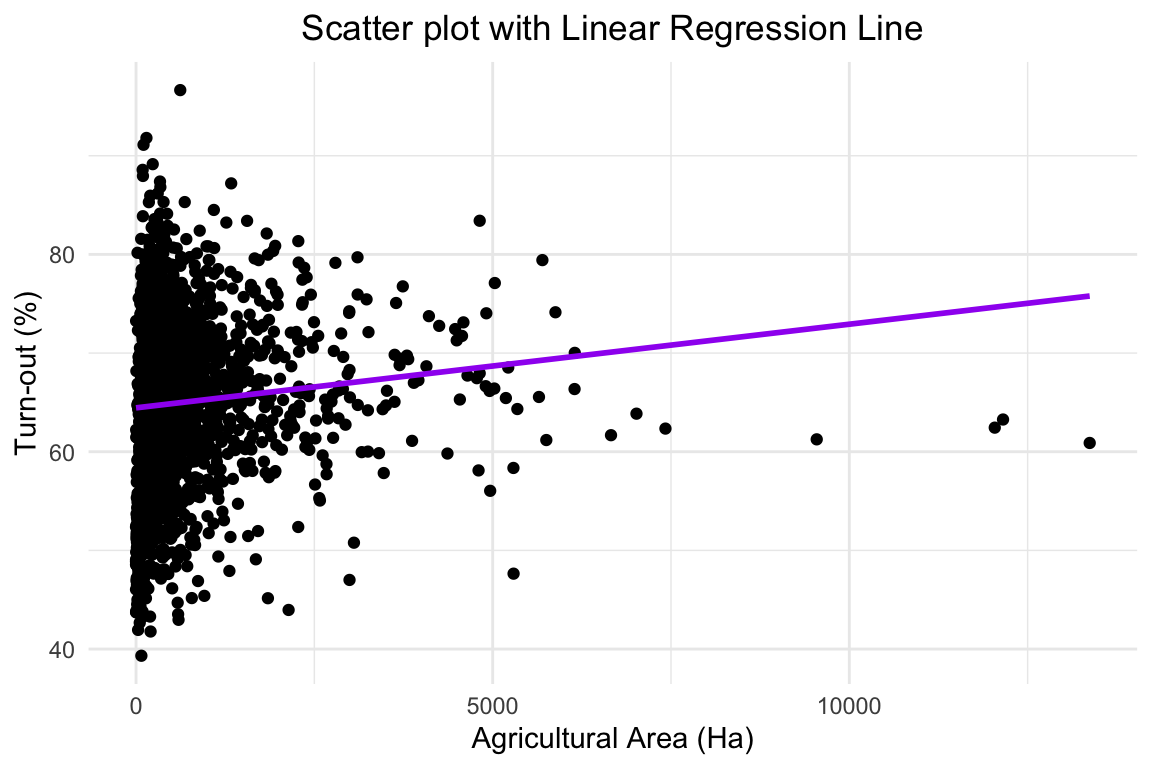 Scatter plot with Linear Regression Line
Turn-out (%)
80
60
40
0
5000
10000
Agricultural Area (Ha)